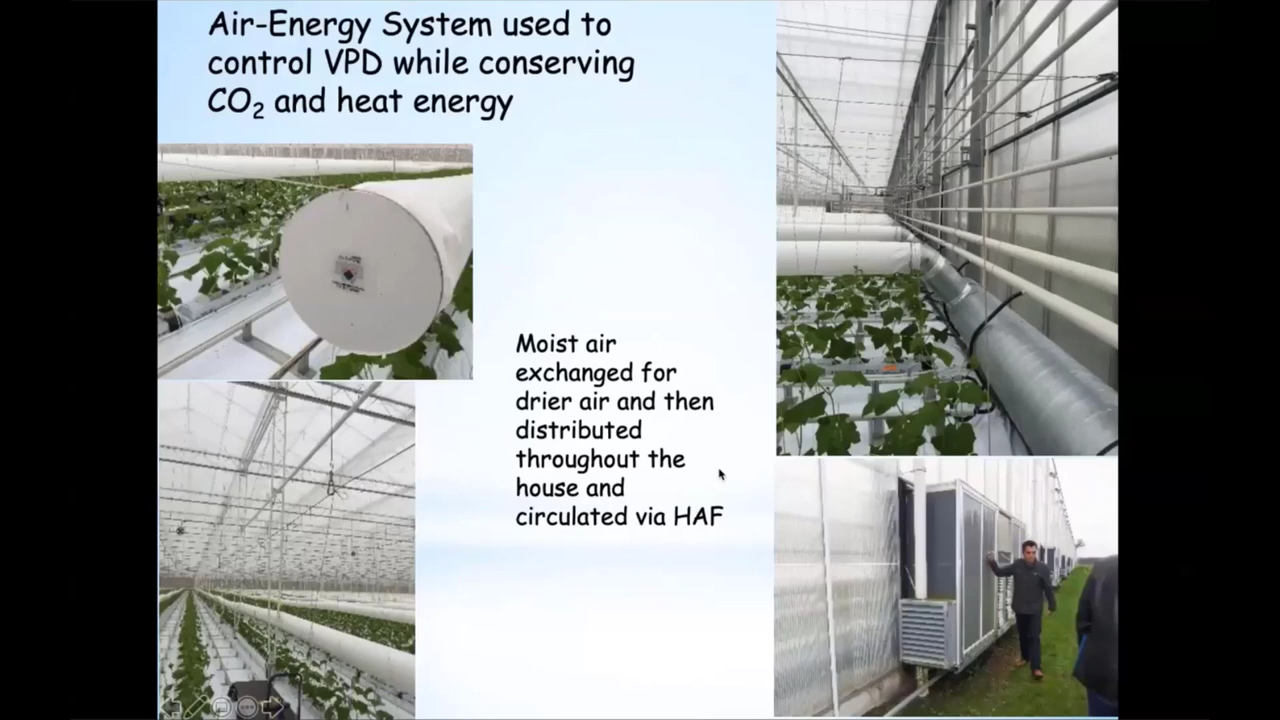 Air-Energy System used to
control VPD while conserving
CO₂ and heat energy
Moist air
exchanged for
drier air and then
distributed
throughout the
house and
circulated via HAF